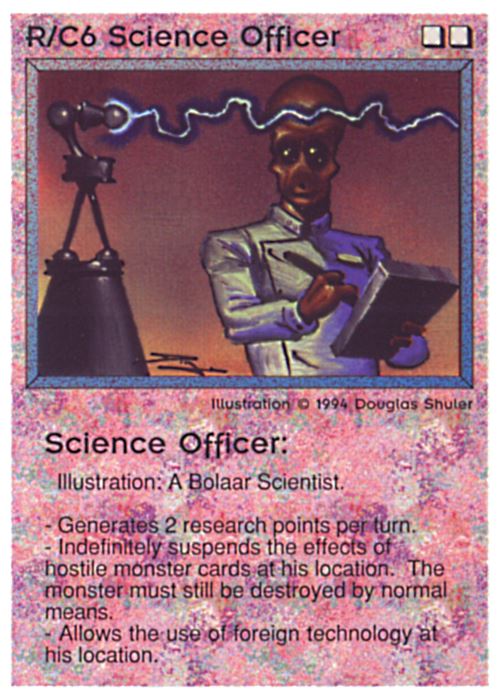 R/C6 Science Officer
Illustration © 1994 Douglas Shuler
Science Officer:
Illustration: A Bolaar Scientist.
- Generates 2 research points per turn.
- Indefinitely suspends the effects of
hostile monster cards at his location. The
monster must still be destroyed by normal
means.
- Allows the use of foreign technology at
his location.